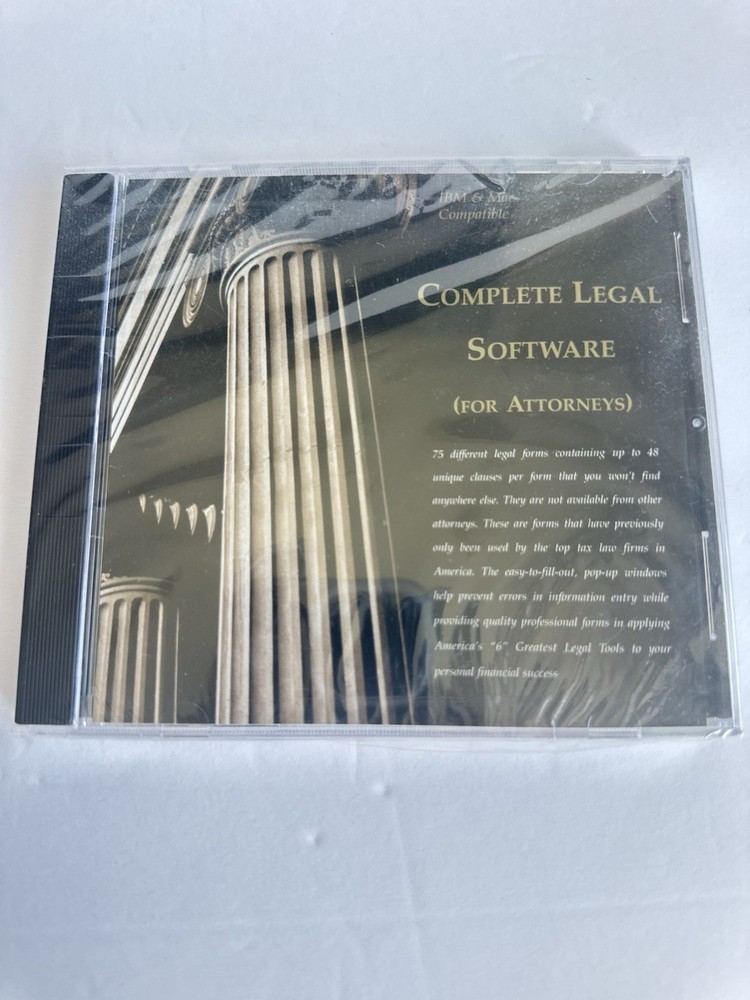 IBM & Mac
Compatible
COMPLETE LEGAL
SOFTWARE
(FOR ATTORNEYS)
75 different legal forms containing up to 48
unique clauses per form that you won't find
anywhere else. They are not available from other
attorneys. These are forms that have previously
only been used by the top tax law firms in
America. The easy-to-fill-out, pop-up windows
help prevent errors in information entry while
providing quality professional forms in applying
America's "6" Greatest Legal Tools to your
personal financial success